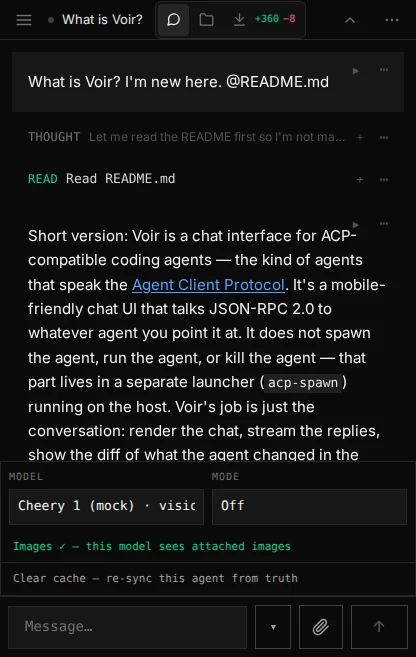 What is Voir? +360 −8
What is Voir? I'm new here. @README.md
THOUGHT Let me read the README first so I'm not ma…
READ Read README.md
Short version: Voir is a chat interface for ACP-
compatible coding agents — the kind of agents
that speak the Agent Client Protocol. It's a mobile-
friendly chat UI that talks JSON-RPC 2.0 to
whatever agent you point it at. It does not spawn
the agent, run the agent, or kill the agent — that
part lives in a separate launcher (acp-spawn)
running on the host. Voir's job is just the
conversation: render the chat, stream the replies,
show the diff of what the agent changed in the
MODEL MODE
Cheery 1 (mock) · visic Off
Images ✓ — this model sees attached images
Clear cache — re-sync this agent from truth
Message…